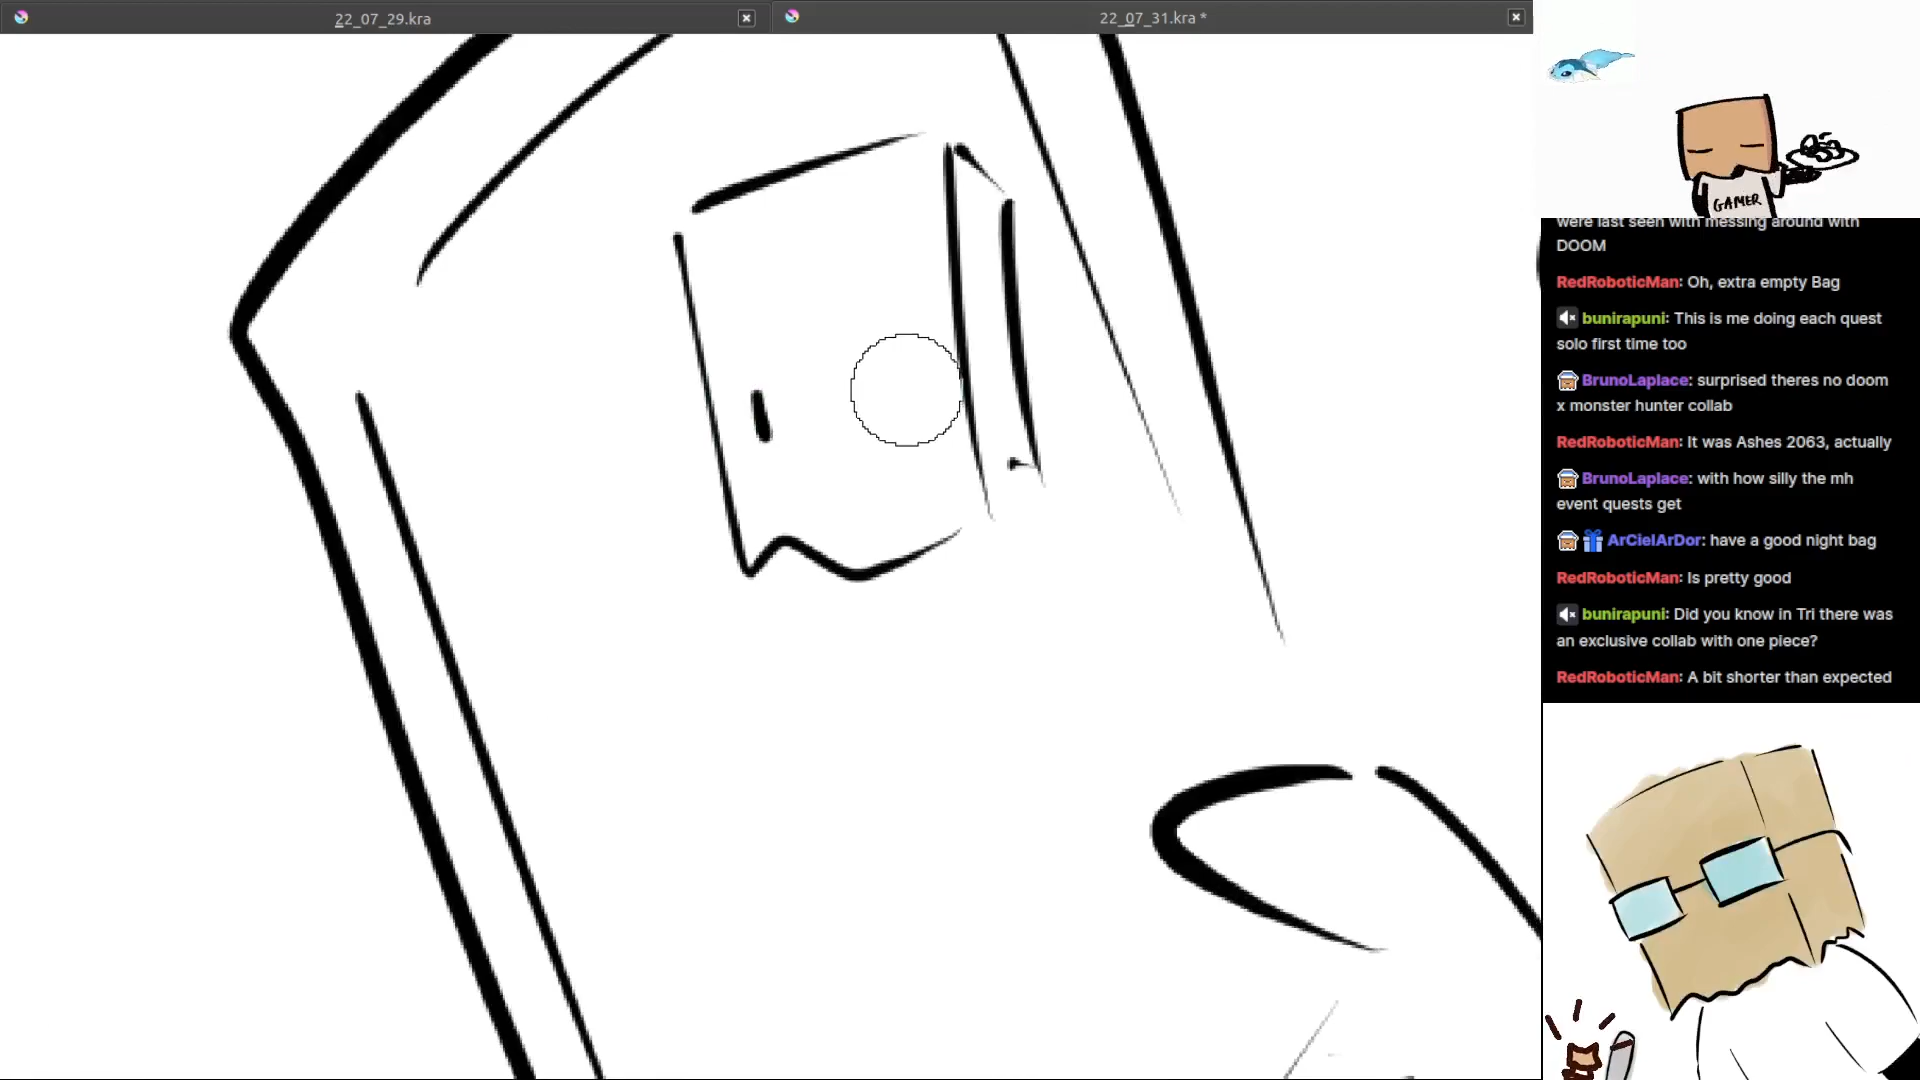 22_07_29.kra
22_07_31.kra *
GAMER
were last seen with messing around with
DOOM
RedRoboticMan: Oh, extra empty Bag
bunirapuni: This is me doing each quest
solo first time too
BrunoLaplace: surprised theres no doom
x monster hunter collab
RedRoboticMan: It was Ashes 2063, actually
BrunoLaplace: with how silly the mh
event quests get
ArCielArDor: have a good night bag
RedRoboticMan: Is pretty good
bunirapuni: Did you know in Tri there was
an exclusive collab with one piece?
RedRoboticMan: A bit shorter than expected